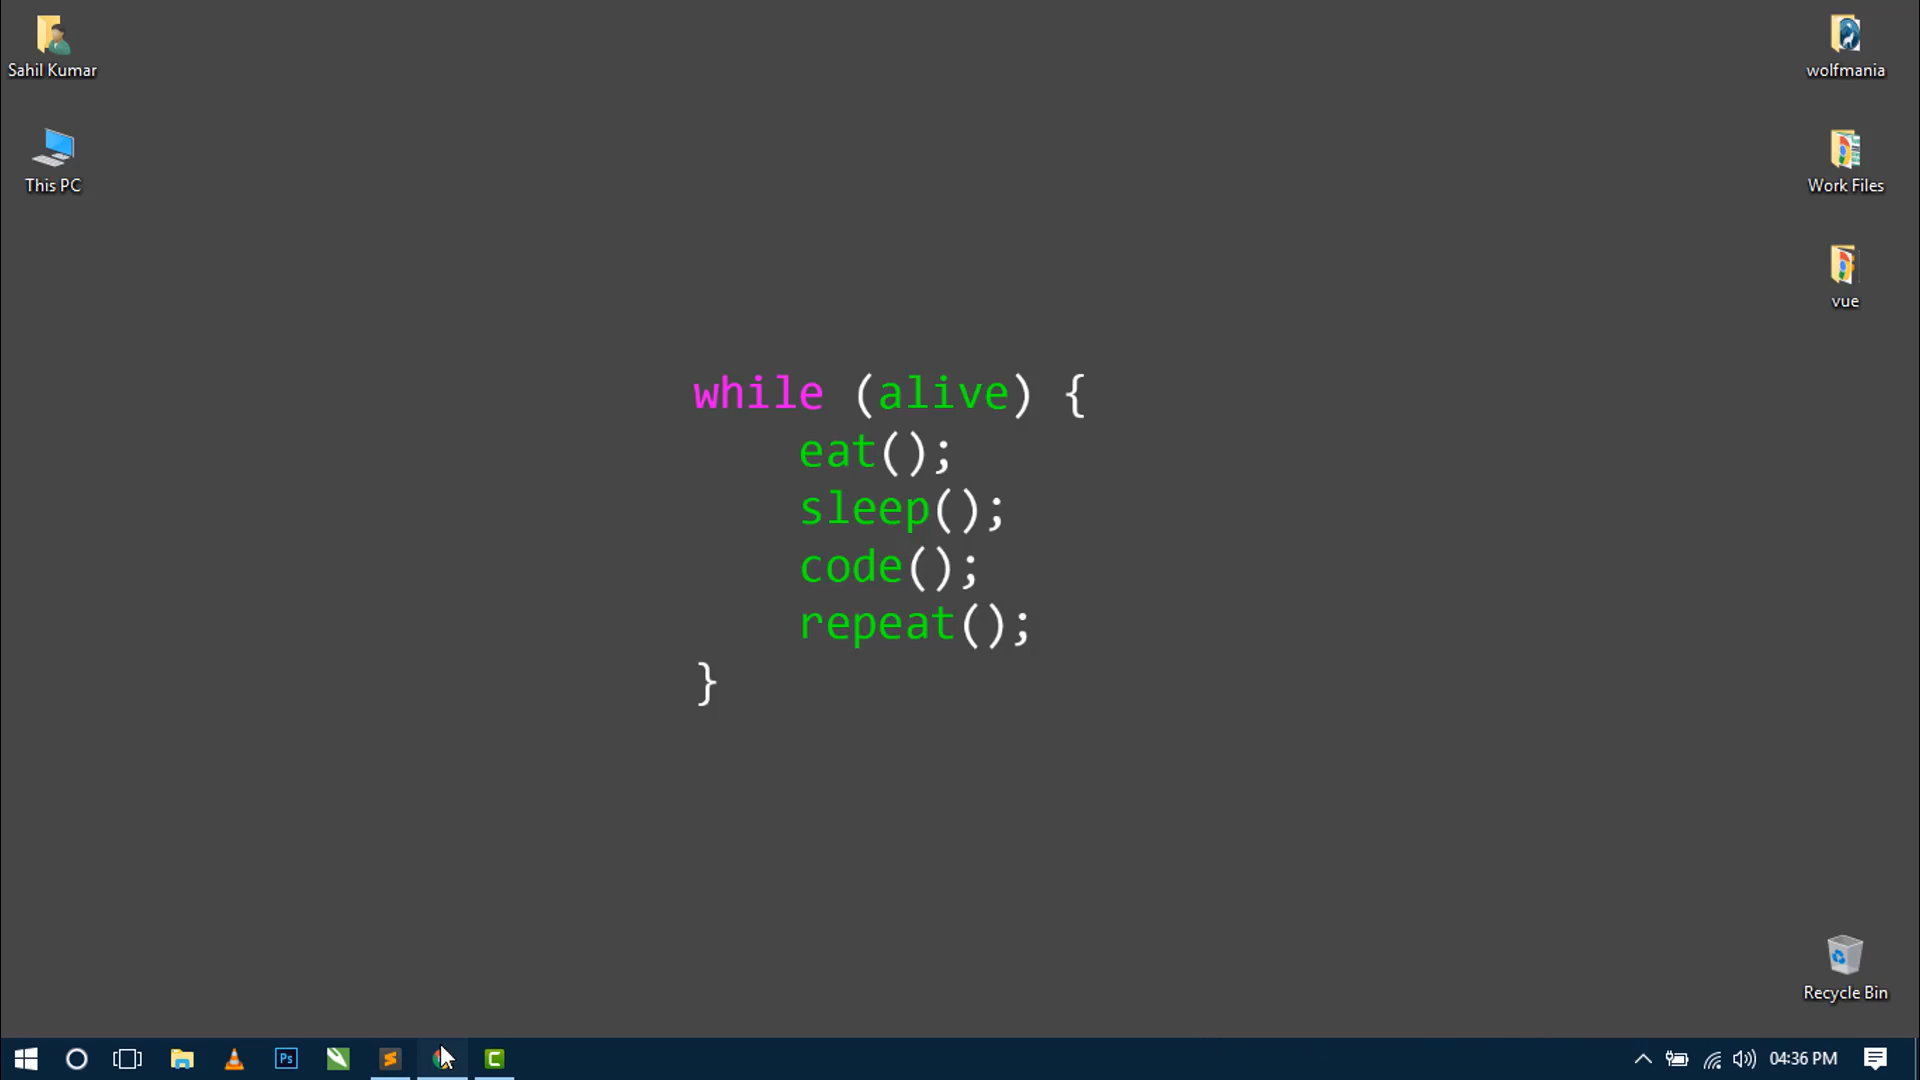 Sahil Kumar
This PC
wolfmania
Work Files
vue
while (alive) {
    eat();
    sleep();
    code();
    repeat();
}
Recycle Bin
Ps
04:36 PM